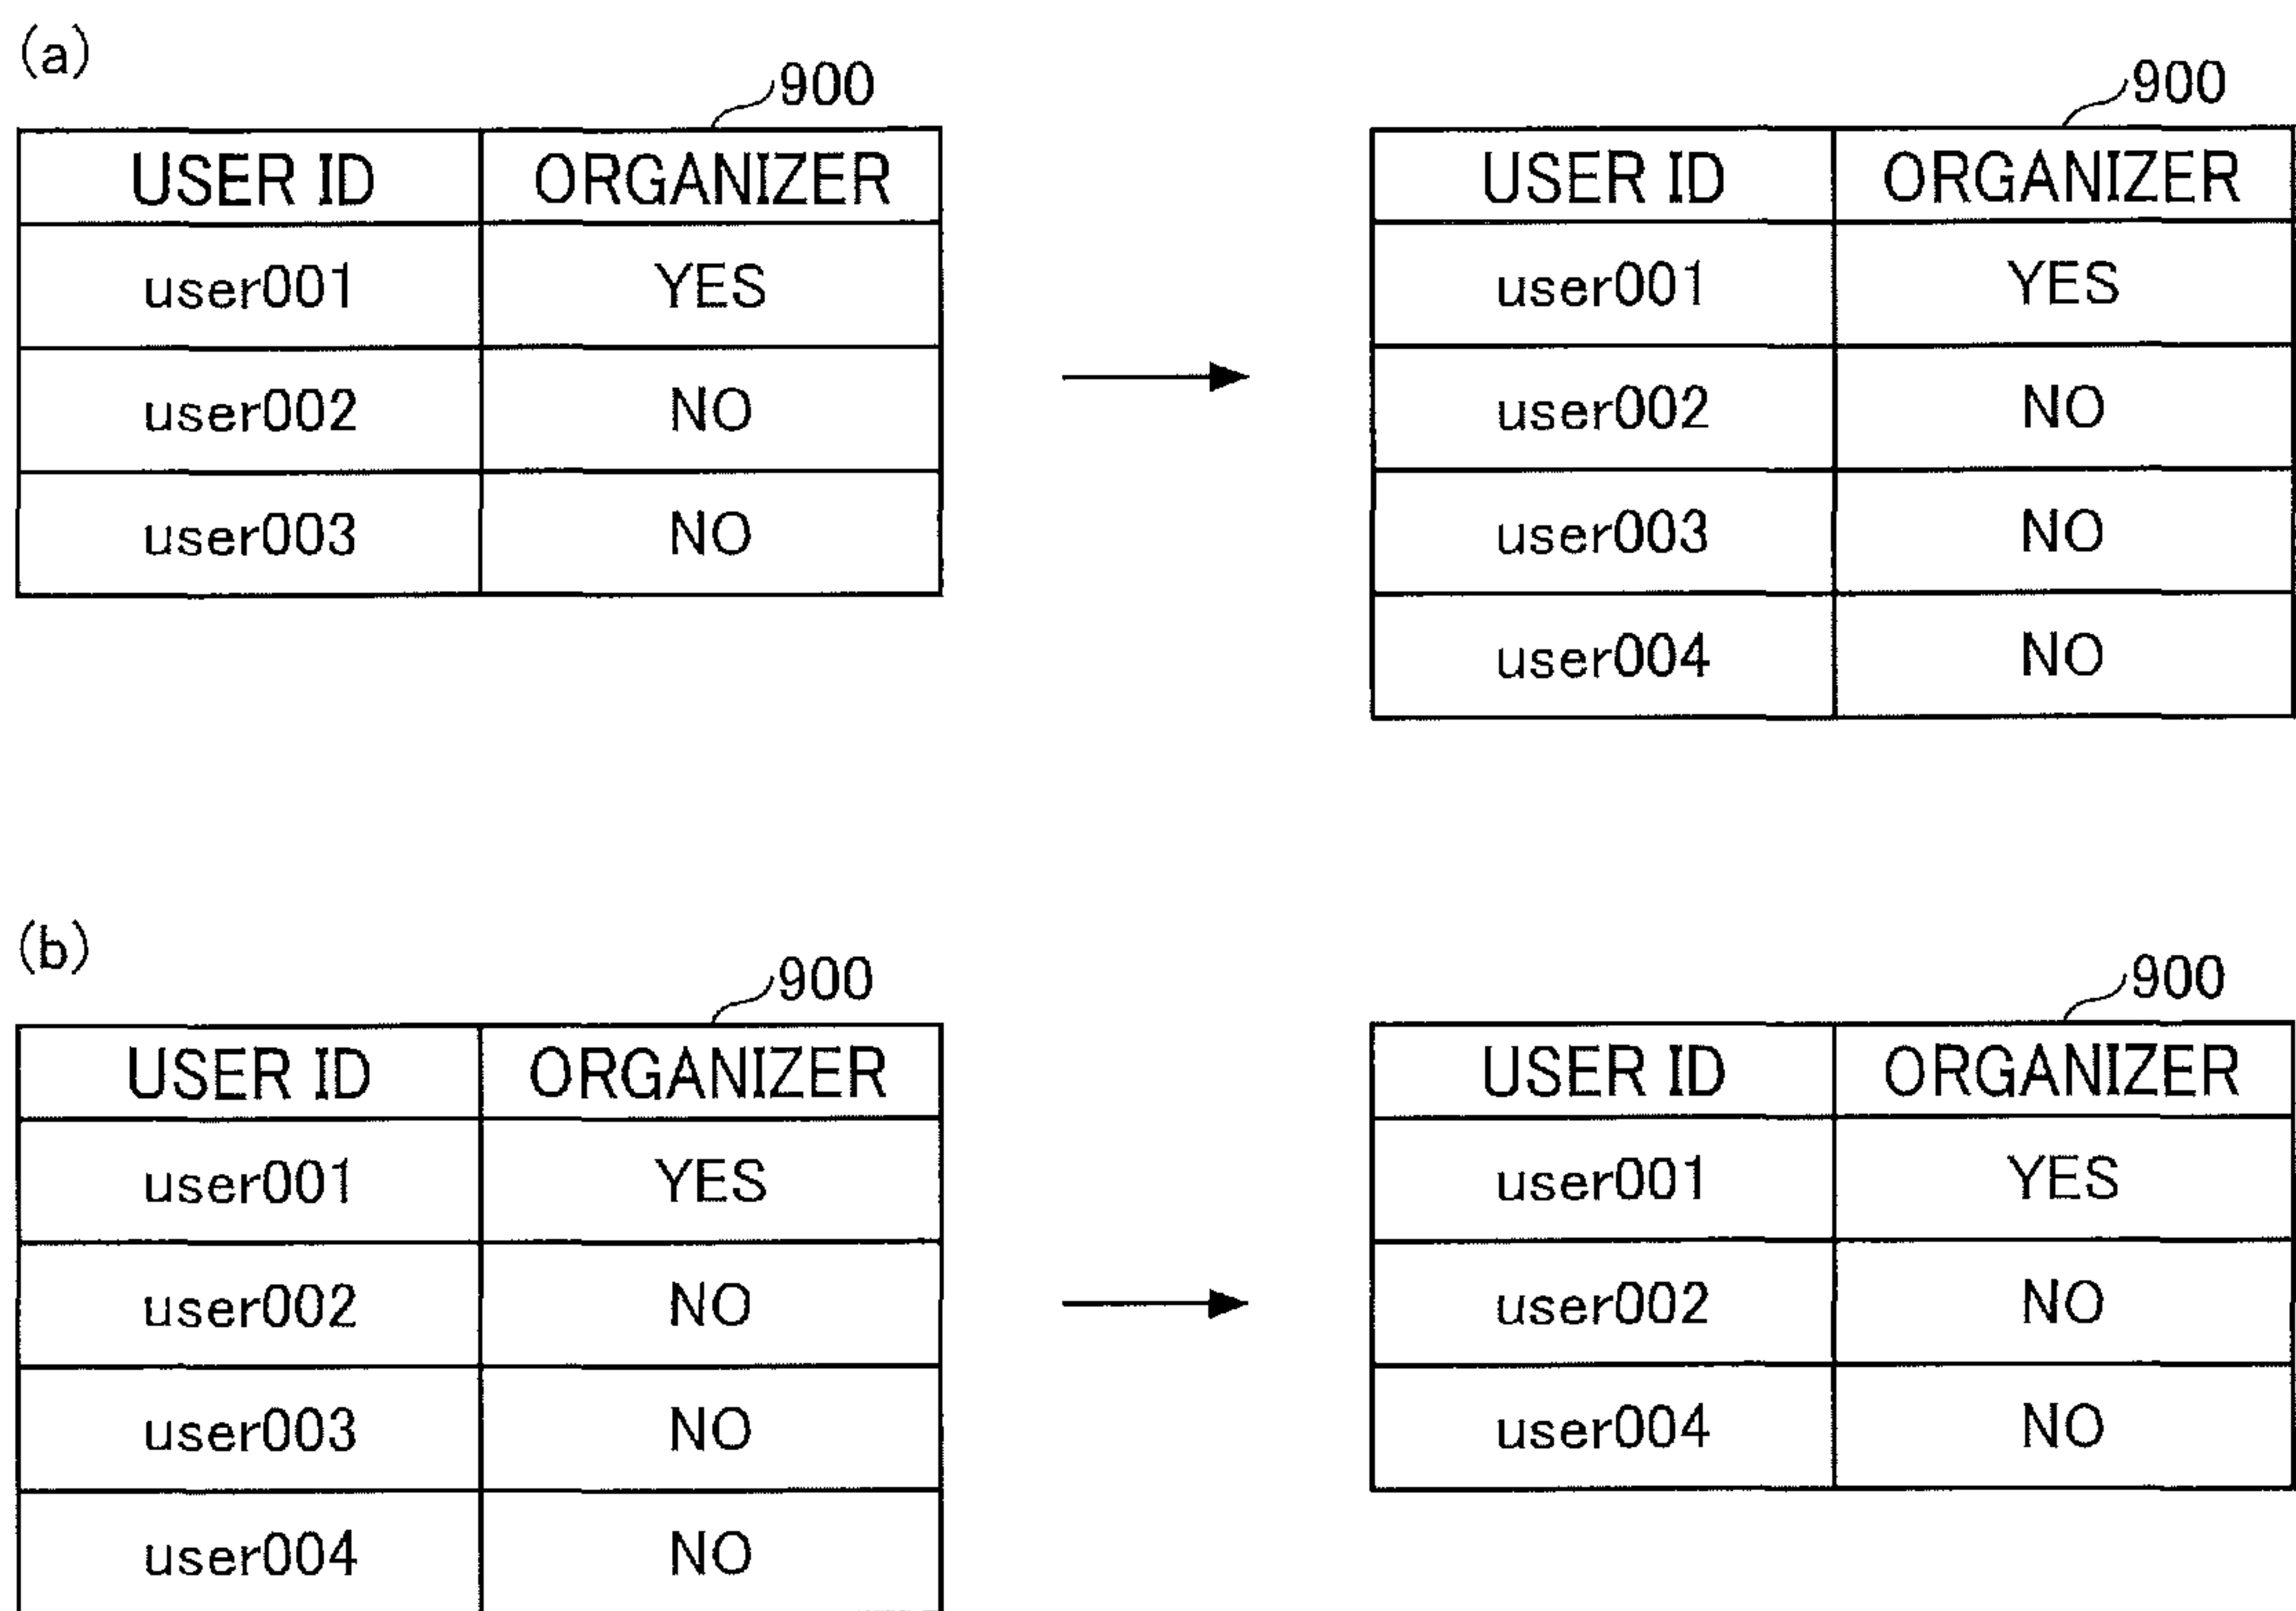 (a)
900
USER ID ORGANIZER
user001 YES
user002 NO
user003 NO
900
USER ID ORGANIZER
user001 YES
user002 NO
user003 NO
user004 NO
(b)
900
USER ID ORGANIZER
user001 YES
user002 NO
user003 NO
user004 NO
900
USER ID ORGANIZER
user001 YES
user002 NO
user004 NO